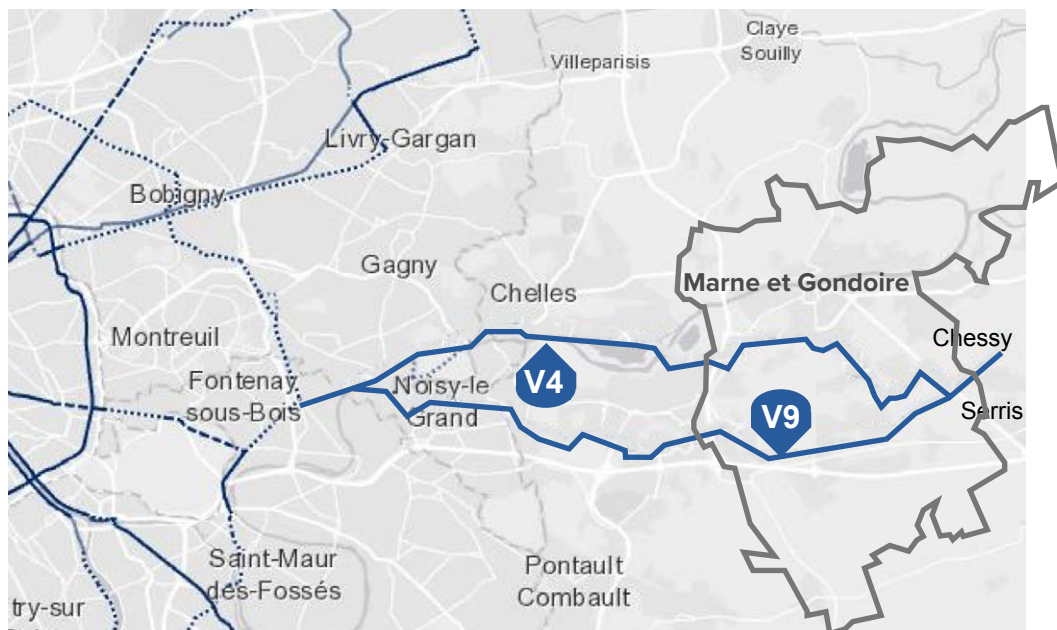 Claye
Souilly
Villeparisis
Livry-Gargan
Bobigny
Gagny
Marne et Gondoire
Chelles
Montreuil
Chessy
Fontenay
sous-Bois
Noisy-le
Grand
V4
V9
Serris
Saint-Maur
des-Fossés
Pontault
Combault
try-sur